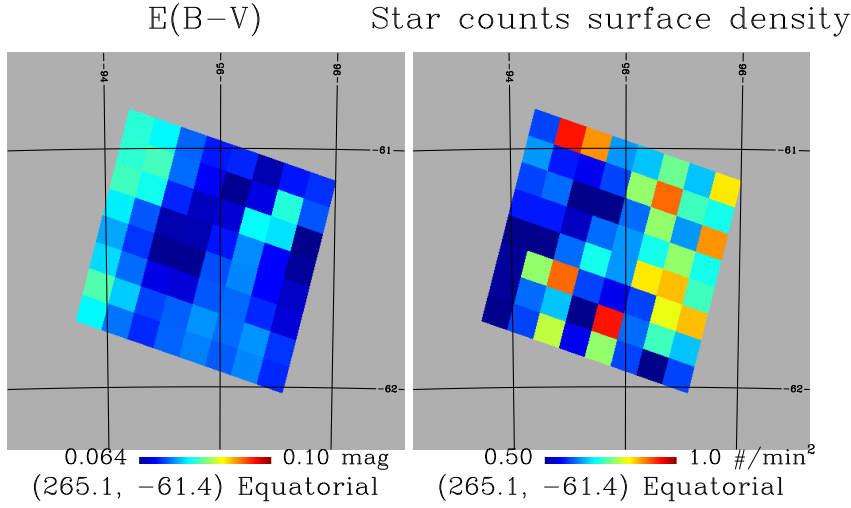 E(B−V)
Star counts surface density
-94 -95 -96
-94 -95 -96
-61
-61
-62
-62
0.064 0.10 mag
0.50 1.0 #/min²
(265.1, −61.4) Equatorial
(265.1, −61.4) Equatorial